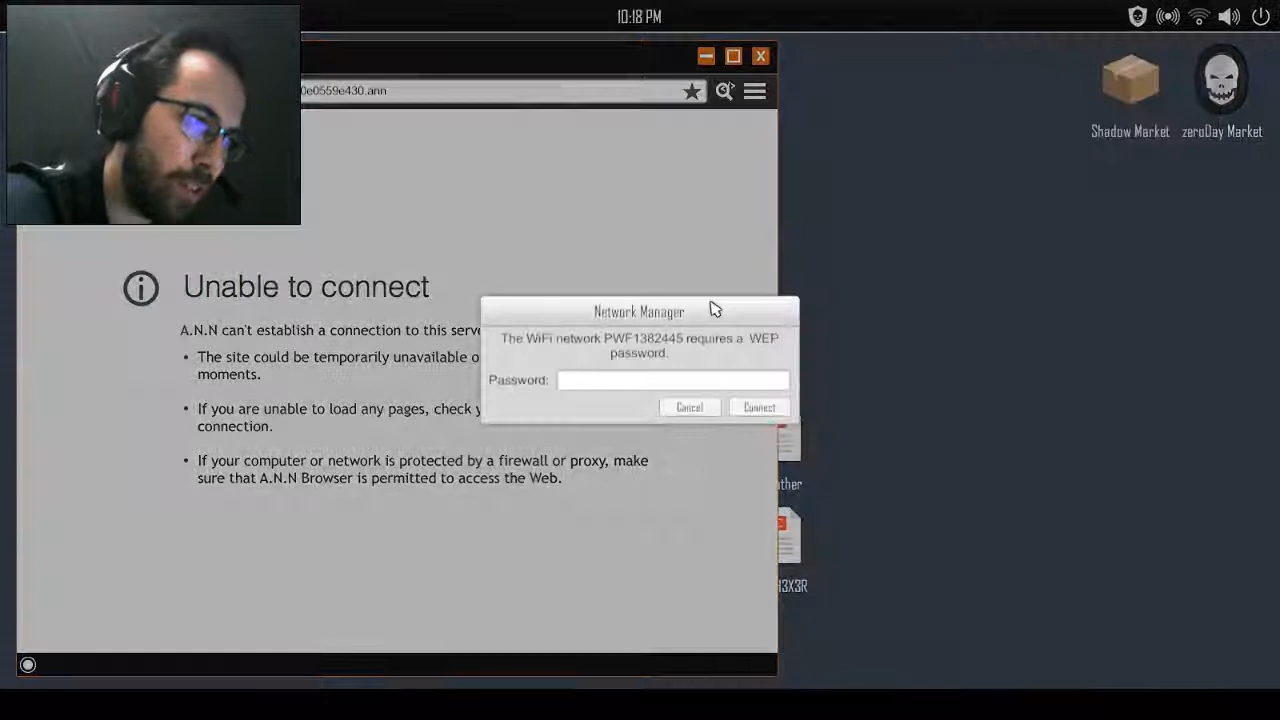 10:18 PM
0e0559e430.ann
Shadow Market
zeroDay Market
Unable to connect
A.N.N can't establish a connection to this serve
• The site could be temporarily unavailable o
moments.
• If you are unable to load any pages, check y
connection.
• If your computer or network is protected by a firewall or proxy, make
sure that A.N.N Browser is permitted to access the Web.
Network Manager
The WiFi network PWF1382445 requires a WEP
password.
Password:
Cancel
Connect
ther
3X3R